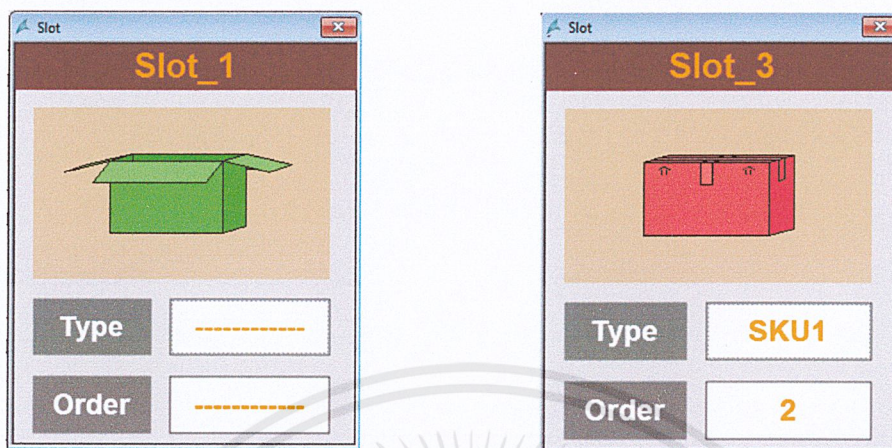 Slot
Slot_1
Type ------------
Order ------------
Slot
Slot_3
Type SKU1
Order 2